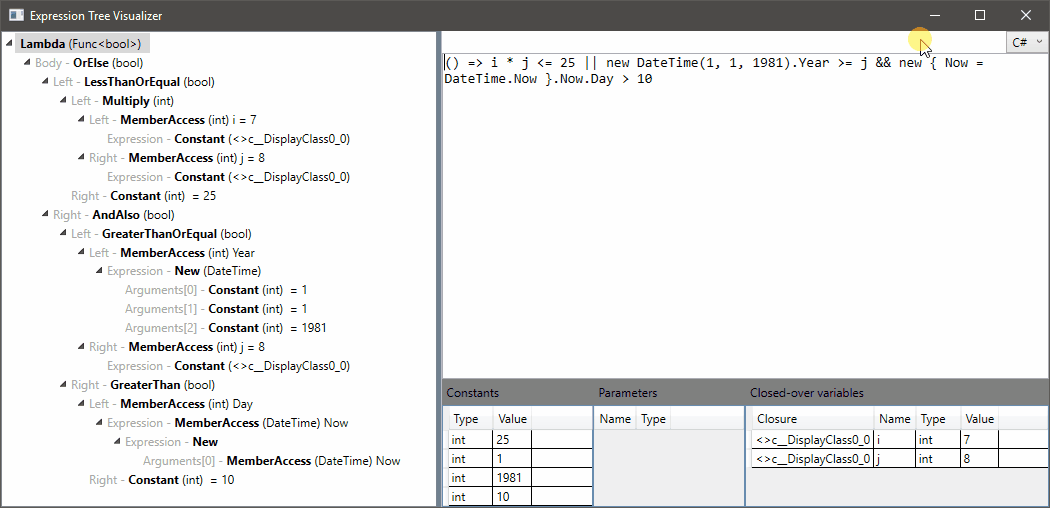 Expression Tree Visualizer
Lambda (Func<bool>)
Body - OrElse (bool)
Left - LessThanOrEqual (bool)
Left - Multiply (int)
Left - MemberAccess (int) i = 7
Expression - Constant (<>c__DisplayClass0_0)
Right - MemberAccess (int) j = 8
Expression - Constant (<>c__DisplayClass0_0)
Right - Constant (int) = 25
Right - AndAlso (bool)
Left - GreaterThanOrEqual (bool)
Left - MemberAccess (int) Year
Expression - New (DateTime)
Arguments[0] - Constant (int) = 1
Arguments[1] - Constant (int) = 1
Arguments[2] - Constant (int) = 1981
Right - MemberAccess (int) j = 8
Expression - Constant (<>c__DisplayClass0_0)
Right - GreaterThan (bool)
Left - MemberAccess (int) Day
Expression - MemberAccess (DateTime) Now
Expression - New
Arguments[0] - MemberAccess (DateTime) Now
Right - Constant (int) = 10
C#
() => i * j <= 25 || new DateTime(1, 1, 1981).Year >= j && new { Now =
DateTime.Now }.Now.Day > 10
Constants
Type Value
int 25
int 1
int 1981
int 10
Parameters
Name Type
Closed-over variables
Closure Name Type Value
<>c__DisplayClass0_0 i int 7
<>c__DisplayClass0_0 j int 8